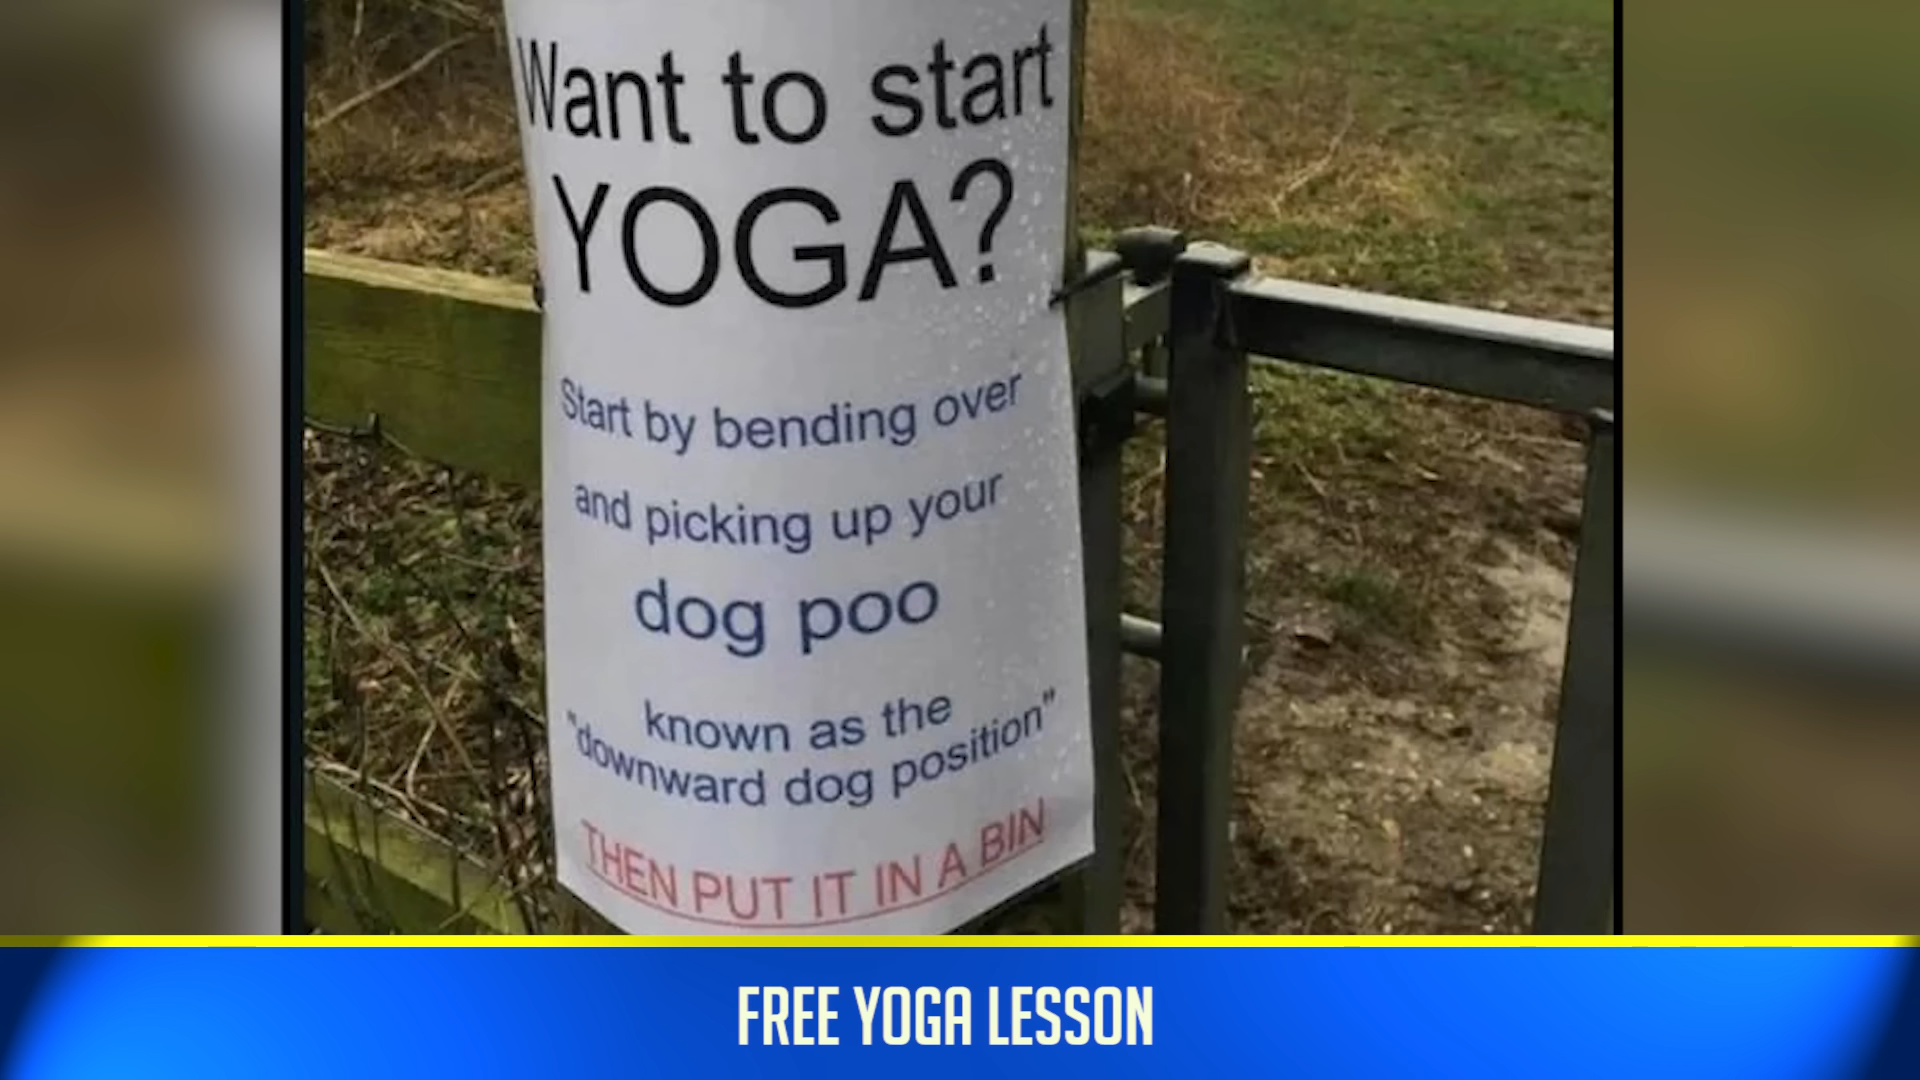 Want to start
YOGA?
Start by bending over
and picking up your
dog poo
known as the
"downward dog position"
THEN PUT IT IN A BIN
FREE YOGA LESSON